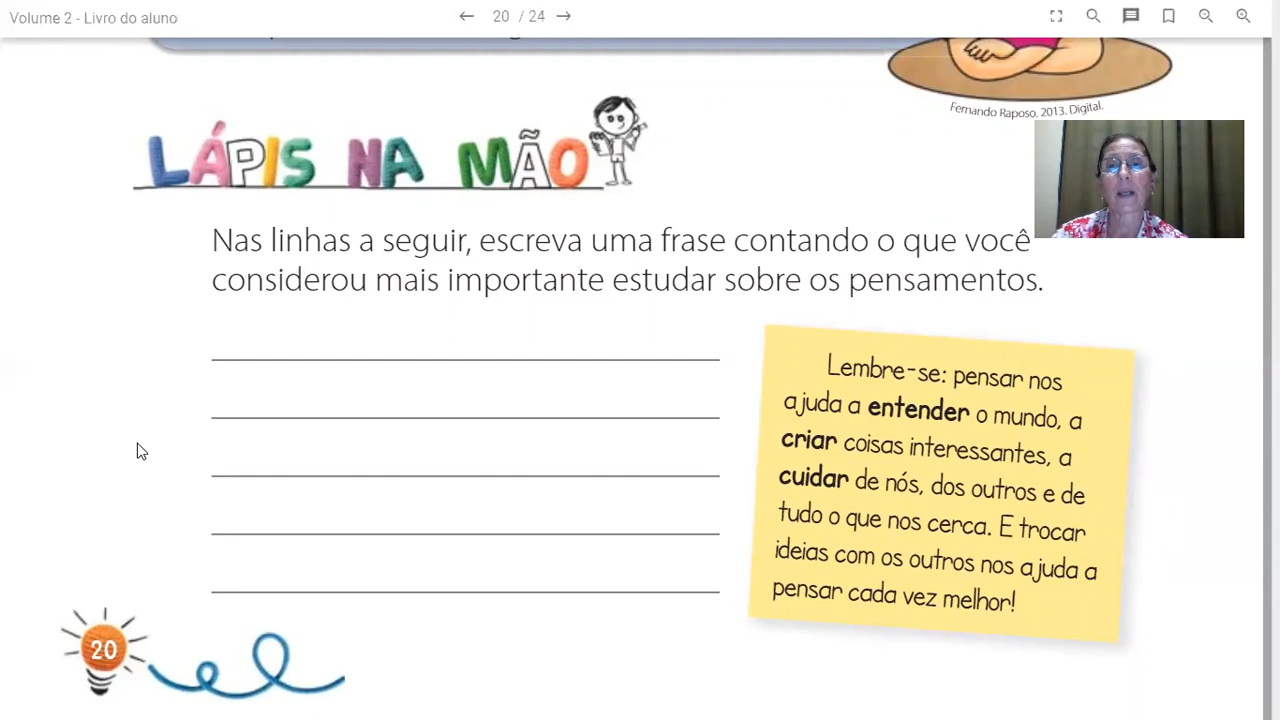 Volume 2 - Livro do aluno
20 / 24
Fernando Raposo. 2013. Digital.
LÁPIS NA MÃO
Nas linhas a seguir, escreva uma frase contando o que você
considerou mais importante estudar sobre os pensamentos.
Lembre-se: pensar nos
ajuda a entender o mundo, a
criar coisas interessantes, a
cuidar de nós, dos outros e de
tudo o que nos cerca. E trocar
ideias com os outros nos ajuda a
pensar cada vez melhor!
20